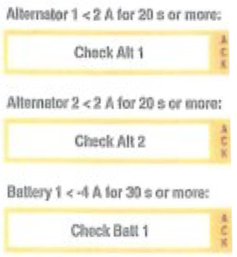 Alternator 1 < 2 A for 20 s or more:
Check Alt 1
ACK
Alternator 2 < 2 A for 20 s or more:
Check Alt 2
ACK
Battery 1 < -4 A for 30 s or more:
Check Batt 1
ACK